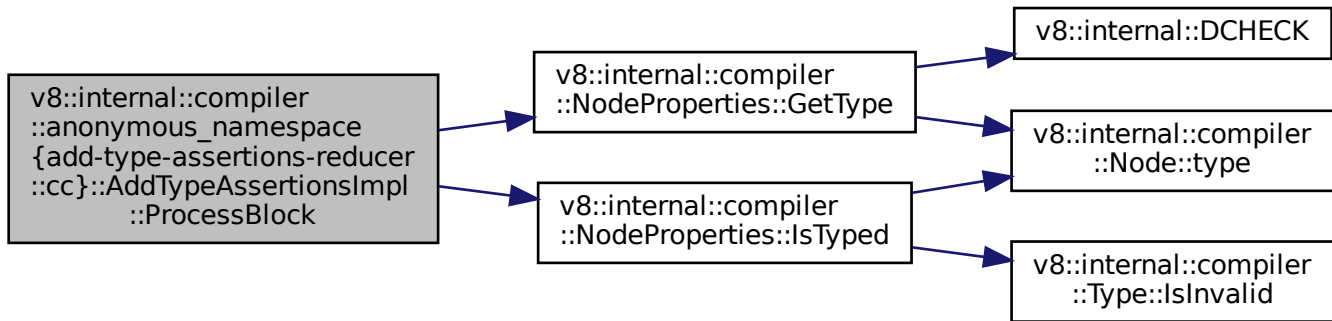 v8::internal::compiler
::anonymous_namespace
{add-type-assertions-reducer
::cc}::AddTypeAssertionsImpl
::ProcessBlock
v8::internal::compiler
::NodeProperties::GetType
v8::internal::compiler
::NodeProperties::IsTyped
v8::internal::DCHECK
v8::internal::compiler
::Node::type
v8::internal::compiler
::Type::IsInvalid